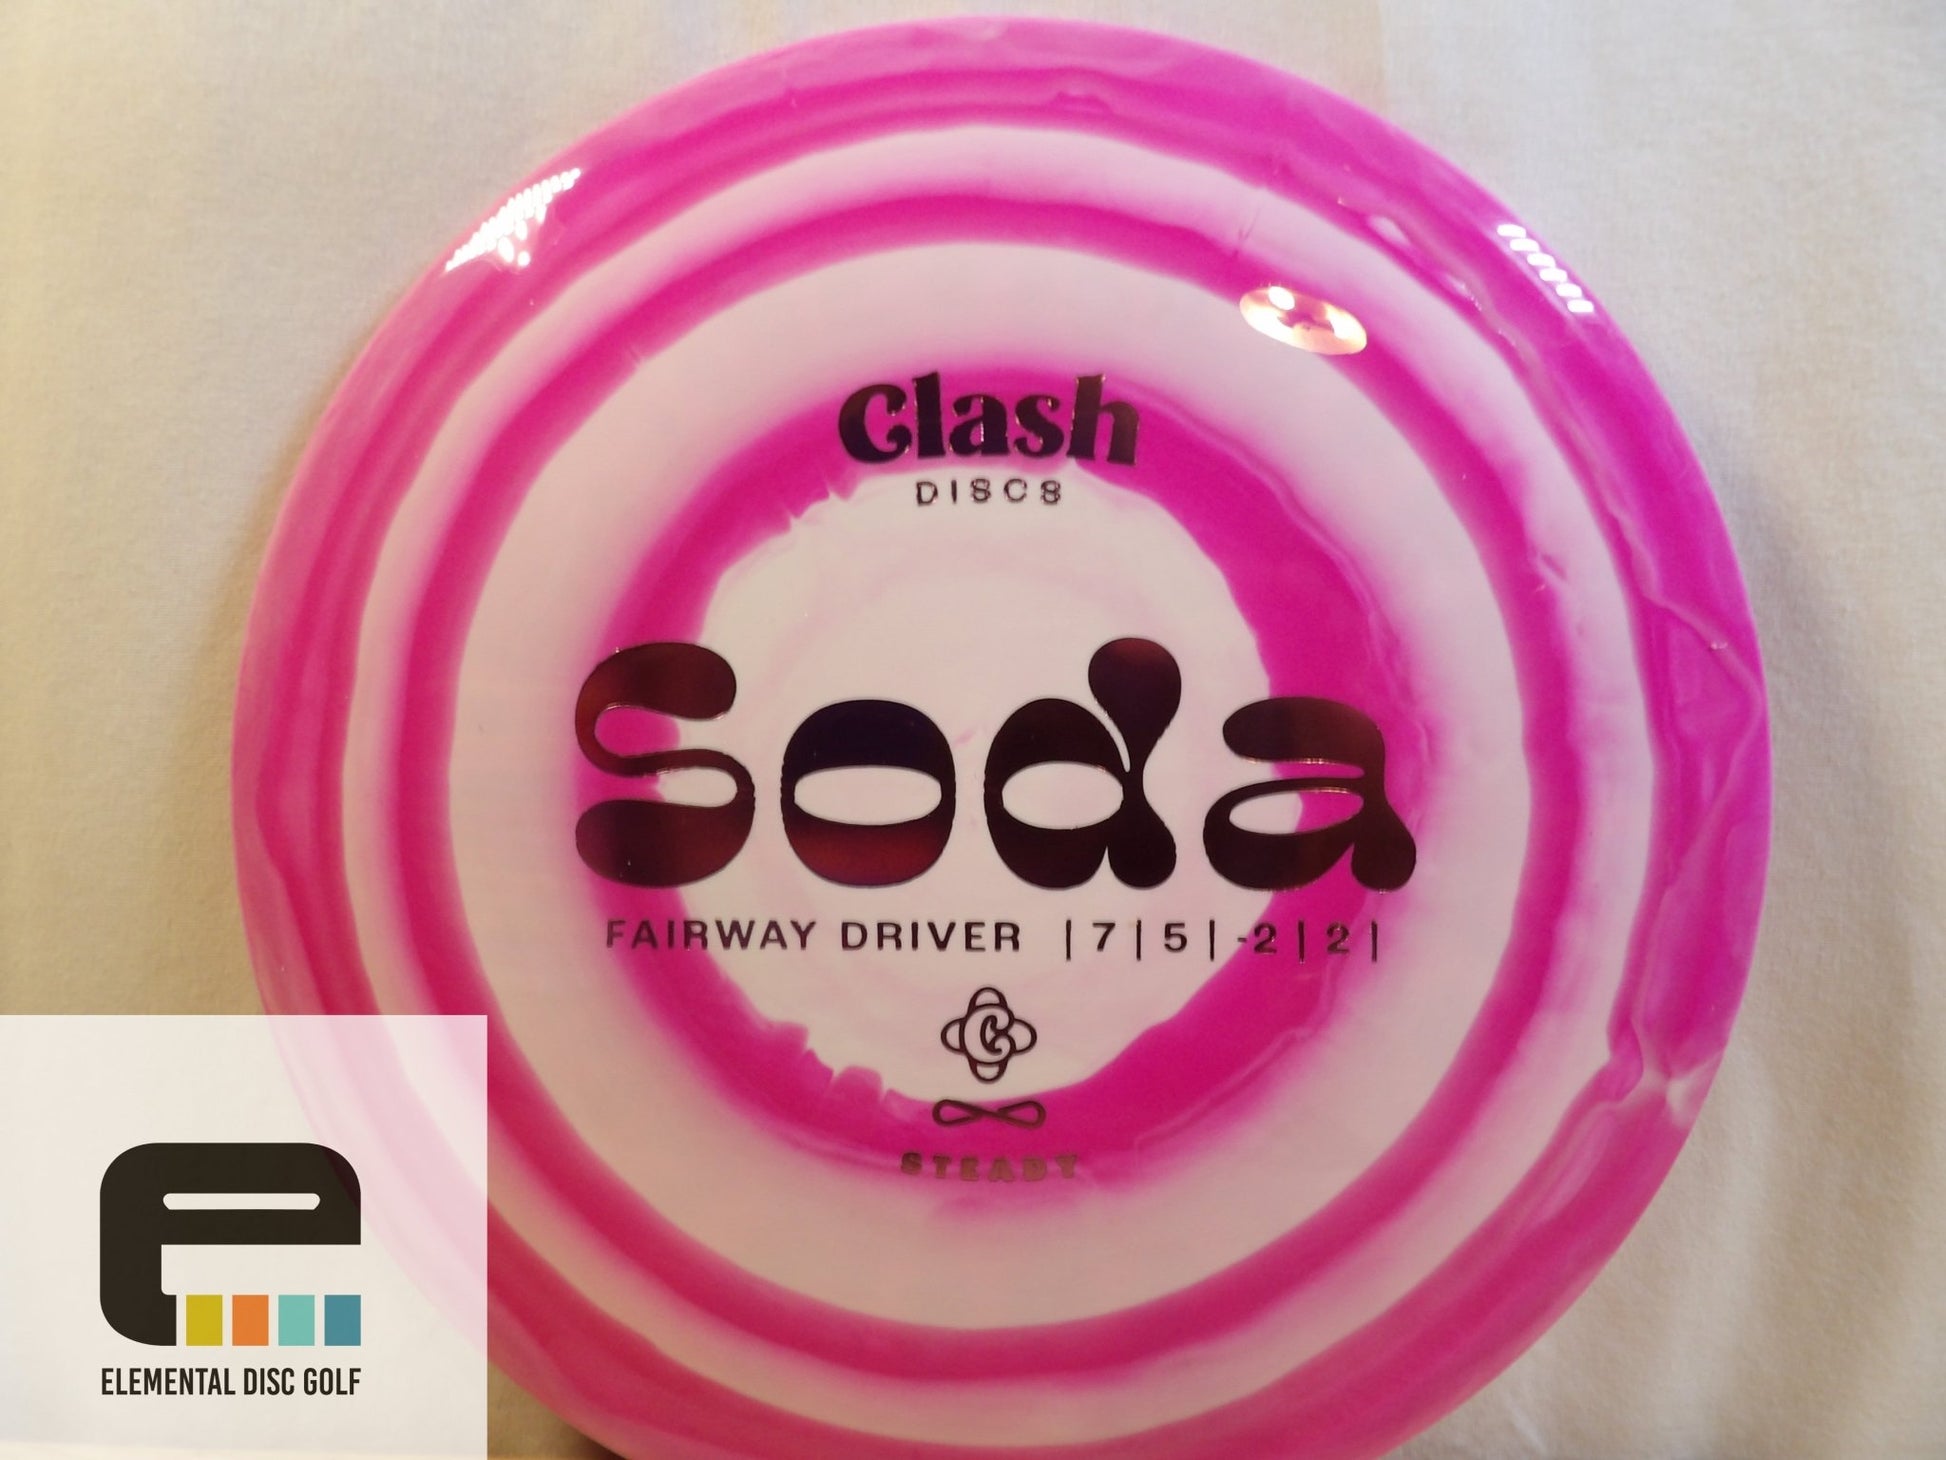 Clash
DISCS
Soda
FAIRWAY DRIVER |7|5|-2|2|
C
STEADY
e
ELEMENTAL DISC GOLF